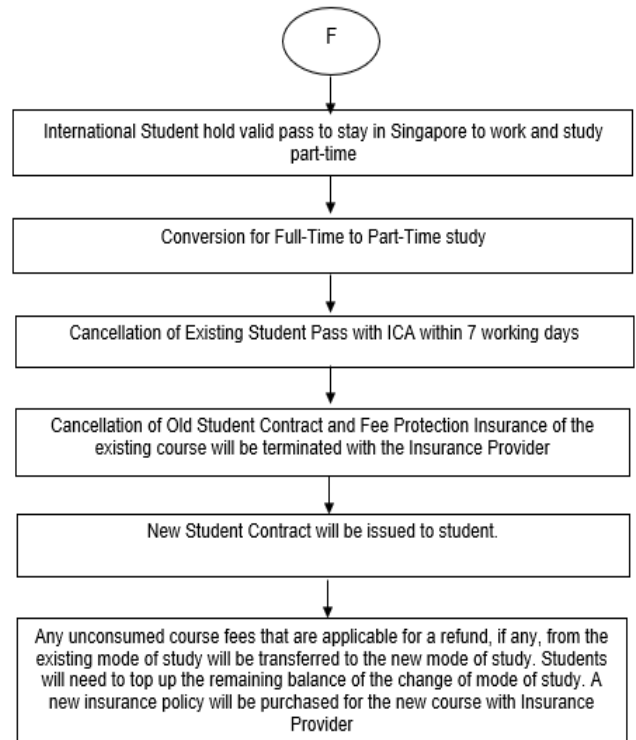 F
International Student hold valid pass to stay in Singapore to work and study
part-time
Conversion for Full-Time to Part-Time study
Cancellation of Existing Student Pass with ICA within 7 working days
Cancellation of Old Student Contract and Fee Protection Insurance of the
existing course will be terminated with the Insurance Provider
New Student Contract will be issued to student.
Any unconsumed course fees that are applicable for a refund, if any, from the
existing mode of study will be transferred to the new mode of study. Students
will need to top up the remaining balance of the change of mode of study. A
new insurance policy will be purchased for the new course with Insurance
Provider